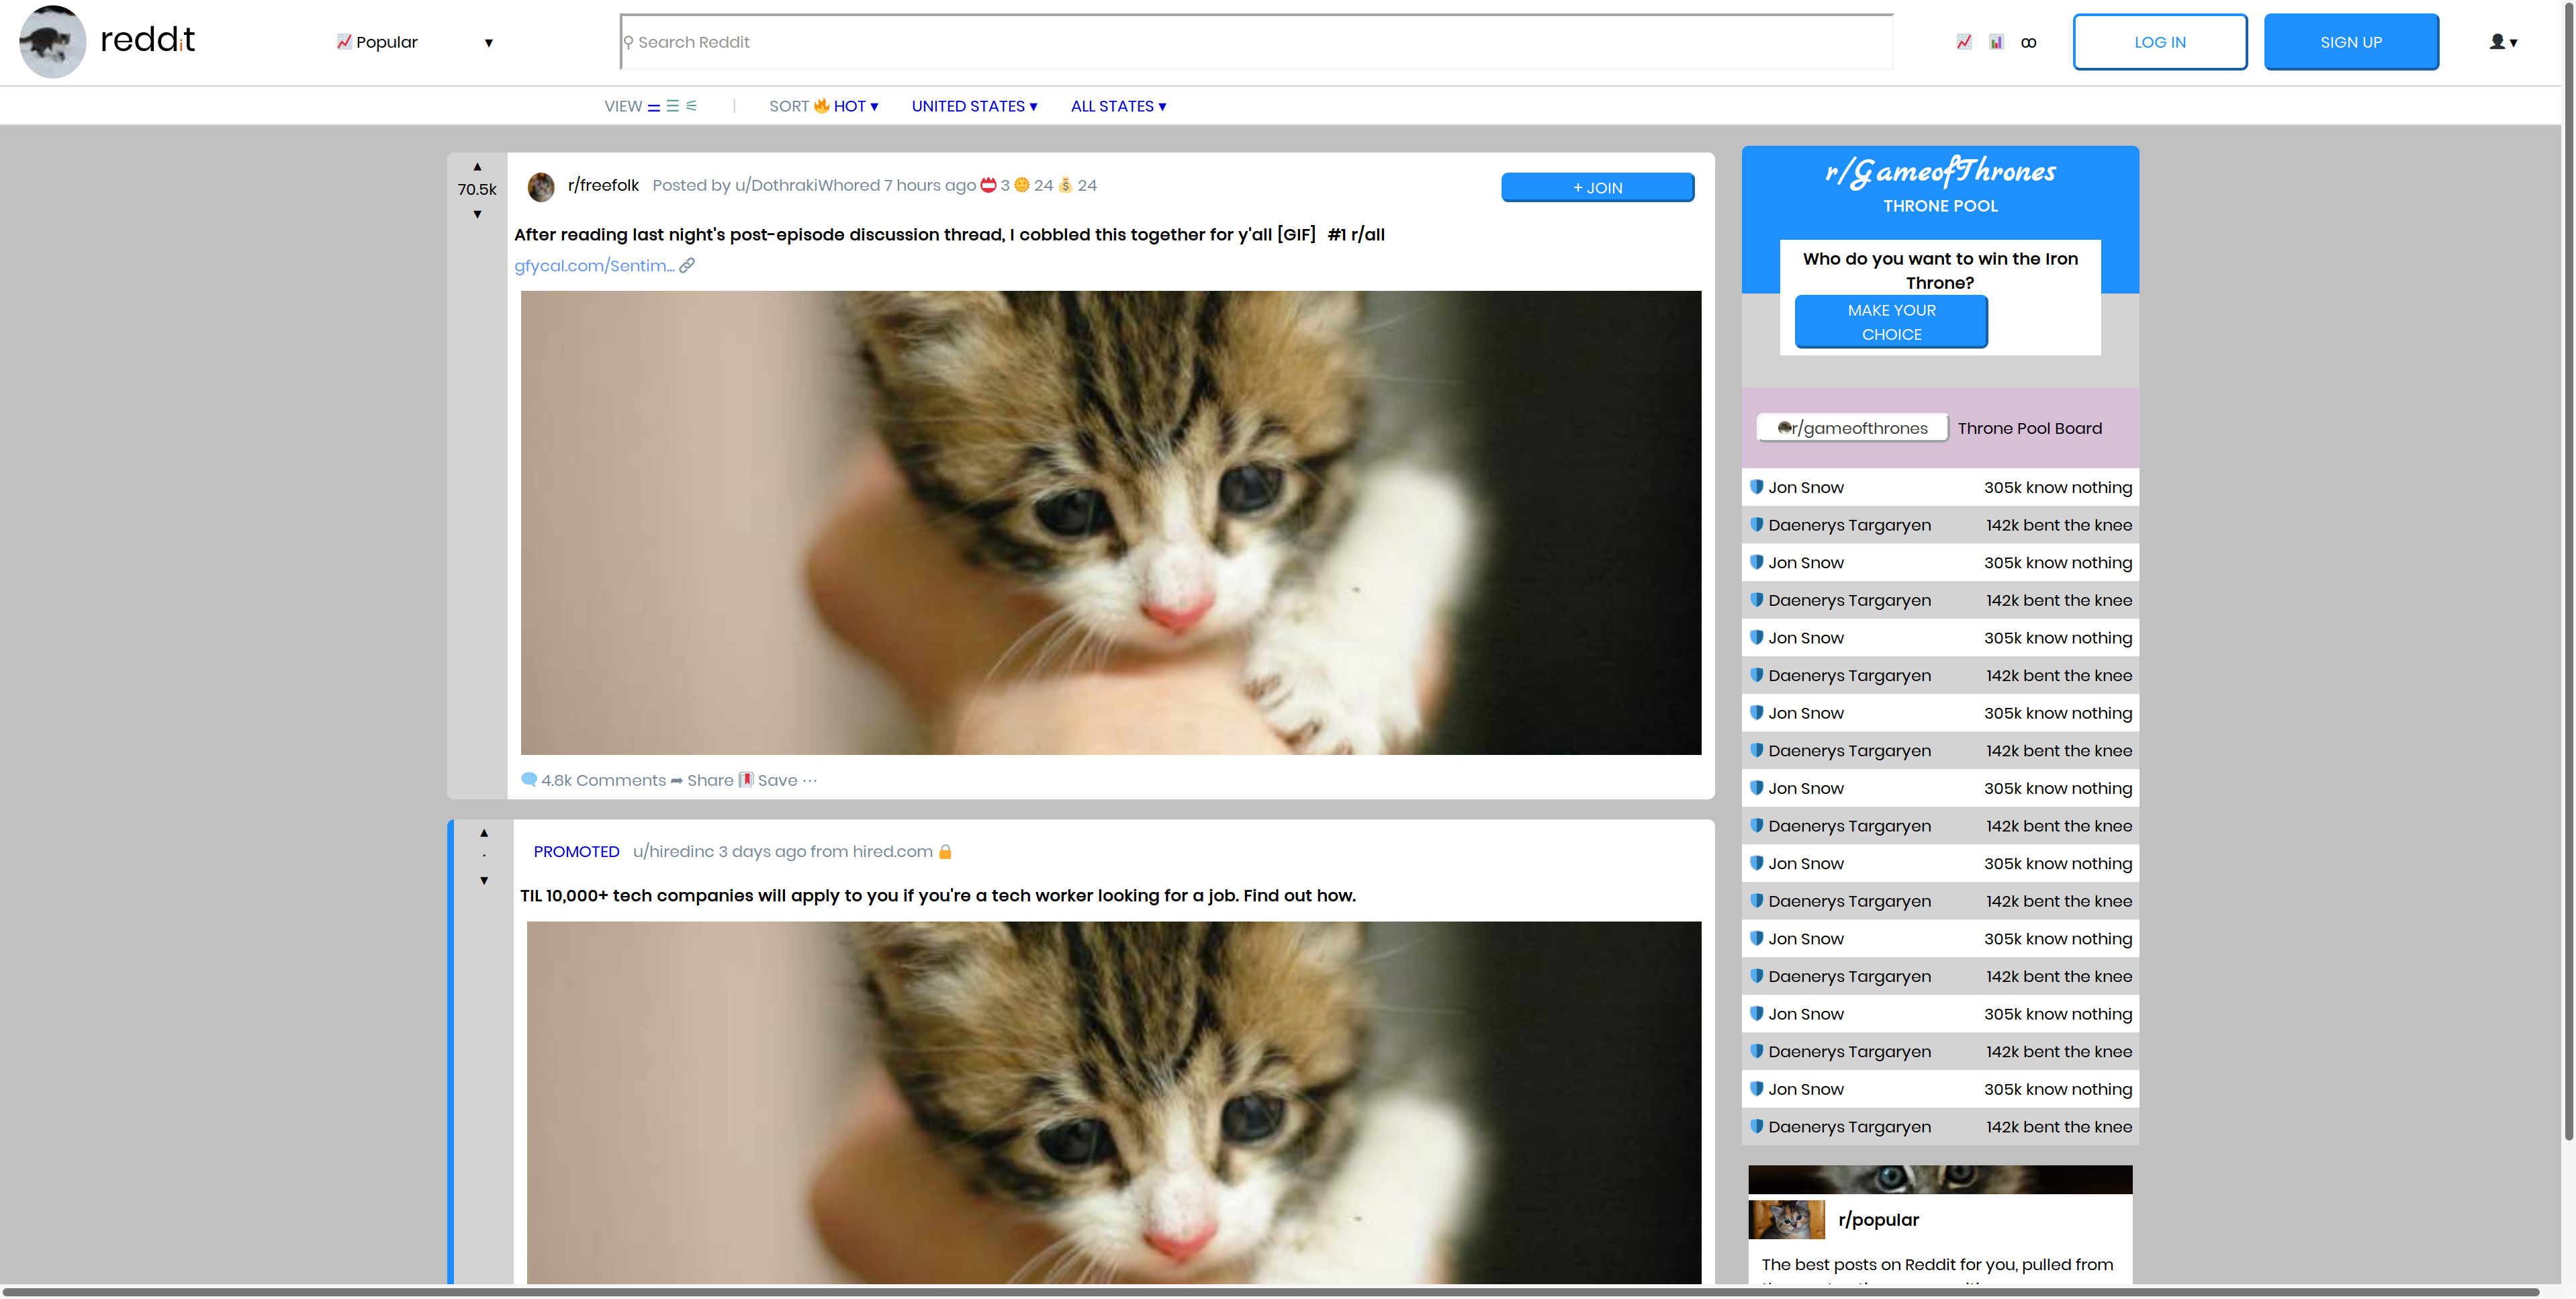 reddit
📈 Popular ▼
⚲ Search Reddit
LOG IN
SIGN UP
VIEW
|
SORT 🔥 HOT ▼
UNITED STATES ▼
ALL STATES ▼
▲
70.5k
▼
r/freefolk Posted by u/DothrakiWhored 7 hours ago 3 24 24
+ JOIN
After reading last night's post-episode discussion thread, I cobbled this together for y'all [GIF] #1 r/all
gfycal.com/Sentim...
4.8k Comments Share Save ···
▲
·
▼
PROMOTED u/hiredinc 3 days ago from hired.com
TIL 10,000+ tech companies will apply to you if you're a tech worker looking for a job. Find out how.
r/GameofThrones
THRONE POOL
Who do you want to win the Iron
Throne?
MAKE YOUR
CHOICE
r/gameofthrones Throne Pool Board
Jon Snow 305k know nothing
Daenerys Targaryen 142k bent the knee
Jon Snow 305k know nothing
Daenerys Targaryen 142k bent the knee
Jon Snow 305k know nothing
Daenerys Targaryen 142k bent the knee
Jon Snow 305k know nothing
Daenerys Targaryen 142k bent the knee
Jon Snow 305k know nothing
Daenerys Targaryen 142k bent the knee
Jon Snow 305k know nothing
Daenerys Targaryen 142k bent the knee
Jon Snow 305k know nothing
Daenerys Targaryen 142k bent the knee
Jon Snow 305k know nothing
Daenerys Targaryen 142k bent the knee
Jon Snow 305k know nothing
Daenerys Targaryen 142k bent the knee
r/popular
The best posts on Reddit for you, pulled from